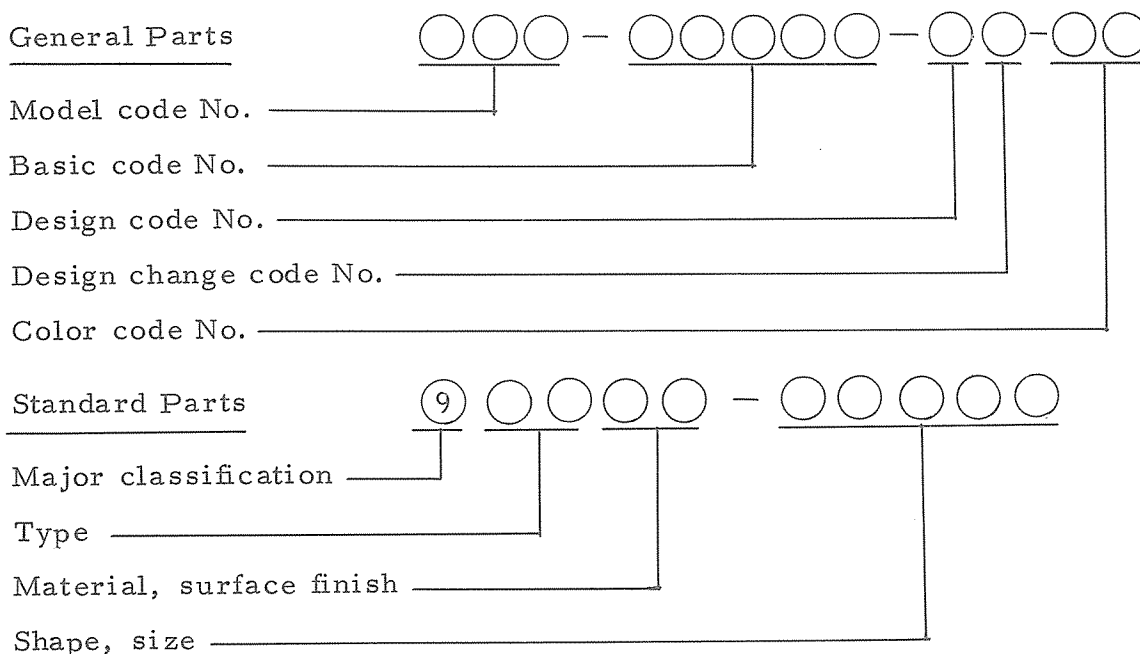 General Parts ○○○ - ○○○○○ - ○○-○○
Model code No.
Basic code No.
Design code No.
Design change code No.
Color code No.
Standard Parts ⑨○○○○ - ○○○○○
Major classification
Type
Material, surface finish
Shape, size